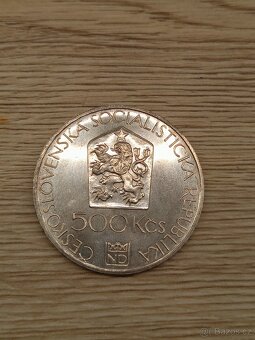 ČESKOSLOVENSKÁ SOCIALISTICKÁ REPUBLIKA
500 Kčs
ND